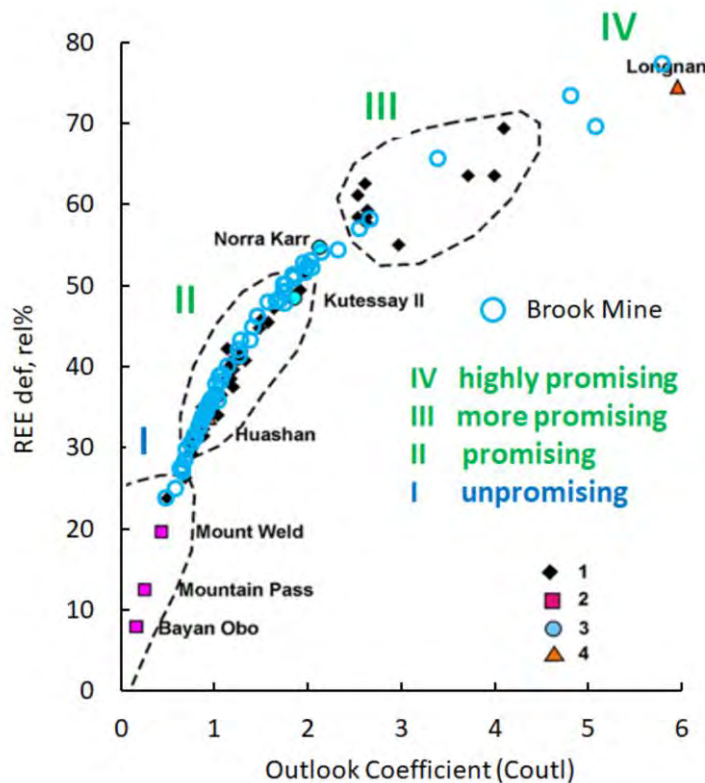 IV
80
Longnan
70
III
60
Norra Karr
50
II
Kutessay II
Brook Mine
REE def, rel%
40
IV highly promising
III more promising
II promising
I unpromising
I
30
Huashan
20
Mount Weld
1
Mountain Pass
2
10
3
Bayan Obo
4
0
0 1 2 3 4 5 6
Outlook Coefficient (Coutl)